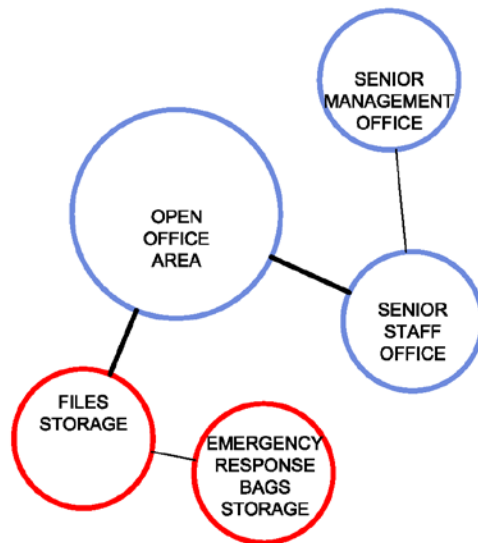 SENIOR
MANAGEMENT
OFFICE
OPEN
OFFICE
AREA
SENIOR
STAFF
OFFICE
FILES
STORAGE
EMERGENCY
RESPONSE
BAGS
STORAGE